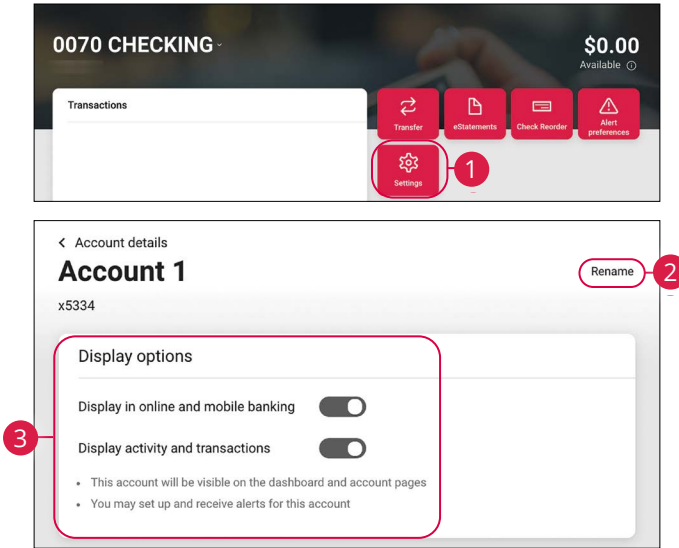 0070 CHECKING
$0.00
Available
Transactions
Transfer
eStatements
Check Reorder
Alert
preferences
Settings
1
Account details
Account 1
Rename
2
x5334
Display options
Display in online and mobile banking
3
Display activity and transactions
• This account will be visible on the dashboard and account pages
• You may set up and receive alerts for this account